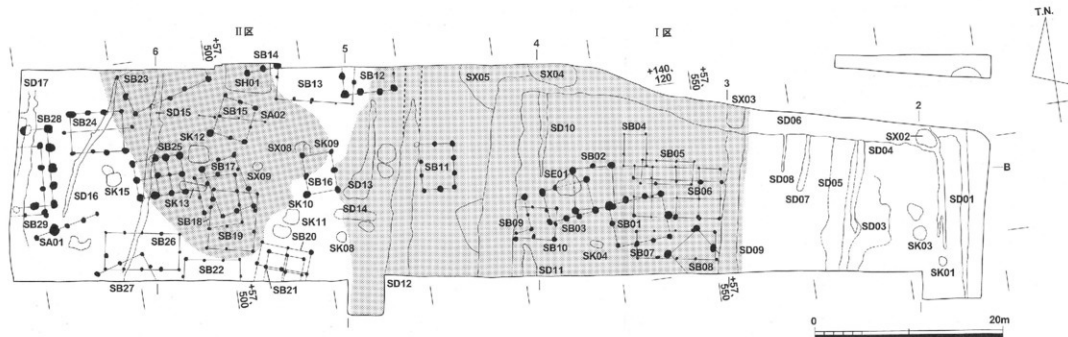 II区
I区
T.N.
+57.
500
6
5
4
3
2
+140.
120
+57.
550
SB14
SD17
SB23
SH01
SB13
SB12
SX05
SX04
SX03
SB28
SB24
SD15
SB15
SA02
SD10
SB04
SD06
SX02
SK12
SD04
B
SB25
SX08
SK09
SB02
SB05
SB17
SB11
SE01
SD08
SD05
SD01
SK15
SX09
SB16
SD13
SB06
SD07
SD16
SK13
SK10
SB29
SB18
SK11
SD14
SB09
SB03
SB01
SD03
SK03
SA01
SB26
SB19
SB20
SK08
SB10
SK04
SB07
SD09
SB22
SD11
SB08
SK01
SB27
SB21
SD12
+57.
500
+57.
550
0
20m